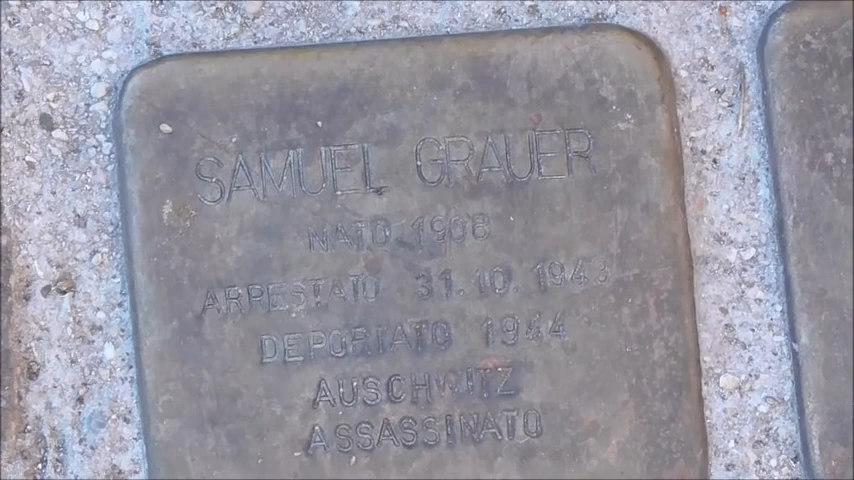 SAMUEL GRAUER
NATO 1908
ARRESTATO 31.10.1943
DEPORTATO 1944
AUSCHWITZ
ASSASSINATO